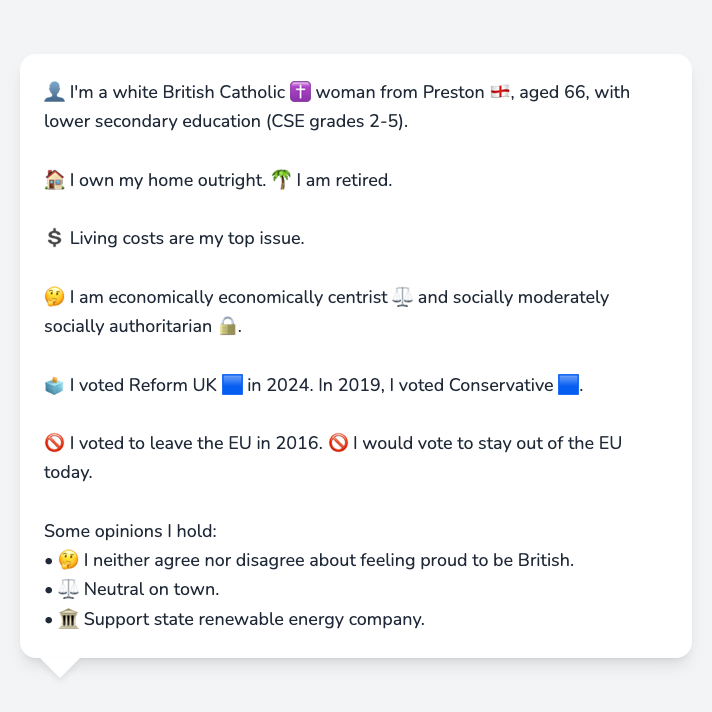 👤 I'm a white British Catholic ✝️ woman from Preston 🏴󠁧󠁢󠁥󠁮󠁧󠁿, aged 66, with
lower secondary education (CSE grades 2-5).
🏠 I own my home outright. 🌴 I am retired.
💲 Living costs are my top issue.
🤔 I am economically economically centrist ⚖️ and socially moderately
socially authoritarian 🔒.
🗳️ I voted Reform UK 🟦 in 2024. In 2019, I voted Conservative 🟦.
🚫 I voted to leave the EU in 2016. 🚫 I would vote to stay out of the EU
today.
Some opinions I hold:
• 🤔 I neither agree nor disagree about feeling proud to be British.
• ⚖️ Neutral on town.
• 🏛️ Support state renewable energy company.